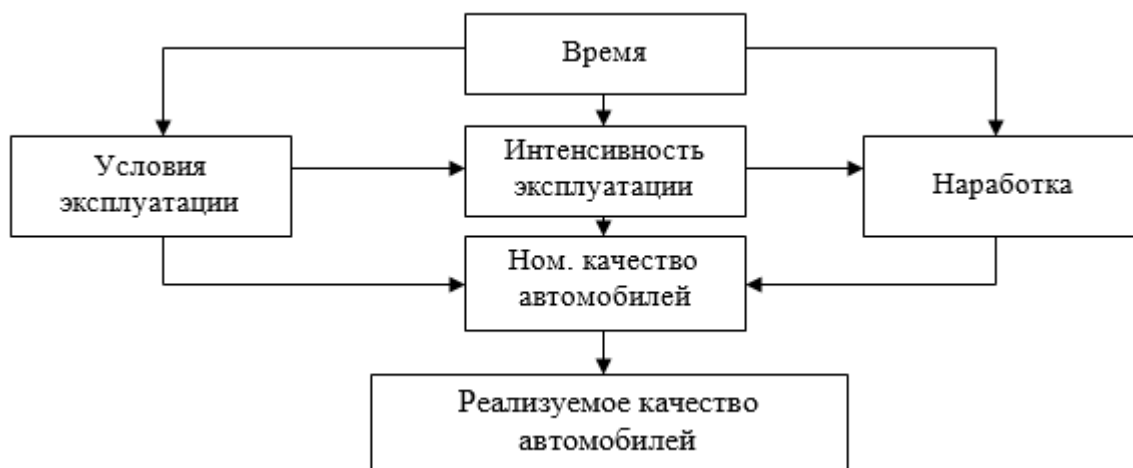 Время
Условия
эксплуатации
Интенсивность
эксплуатации
Наработка
Ном. качество
автомобилей
Реализуемое качество
автомобилей